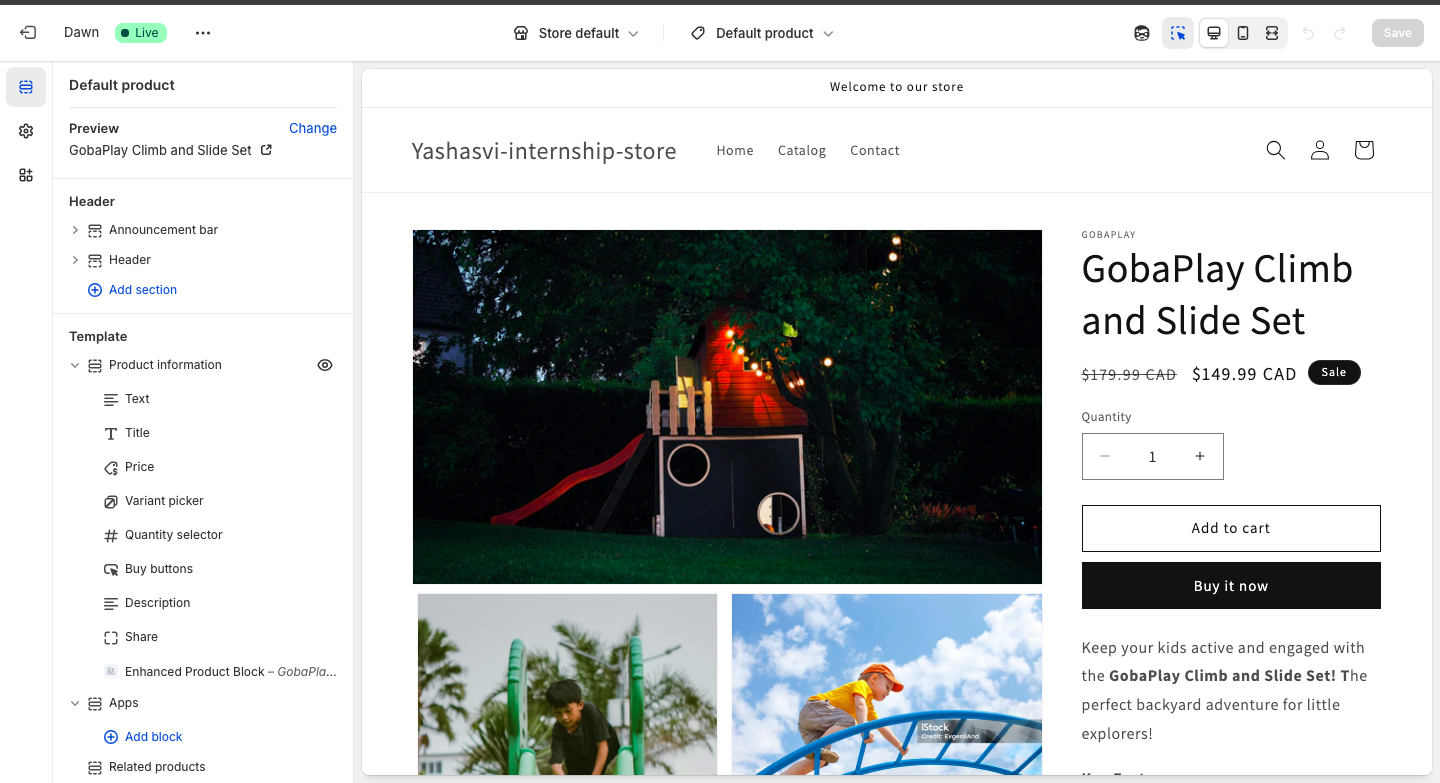 Dawn
Live
Store default
Default product
Save
Default product
Preview
Change
GobaPlay Climb and Slide Set
Header
Announcement bar
Header
Add section
Template
Product information
Text
Title
Price
Variant picker
Quantity selector
Buy buttons
Description
Share
Enhanced Product Block – GobaPla...
Apps
Add block
Related products
Welcome to our store
Yashasvi-internship-store
Home
Catalog
Contact
iStock
Credit: EvgeniiAnd
GOBAPLAY
GobaPlay Climb
and Slide Set
$179.99 CAD
$149.99 CAD
Sale
Quantity
1
Add to cart
Buy it now
Keep your kids active and engaged with
the GobaPlay Climb and Slide Set! The
perfect backyard adventure for little
explorers!